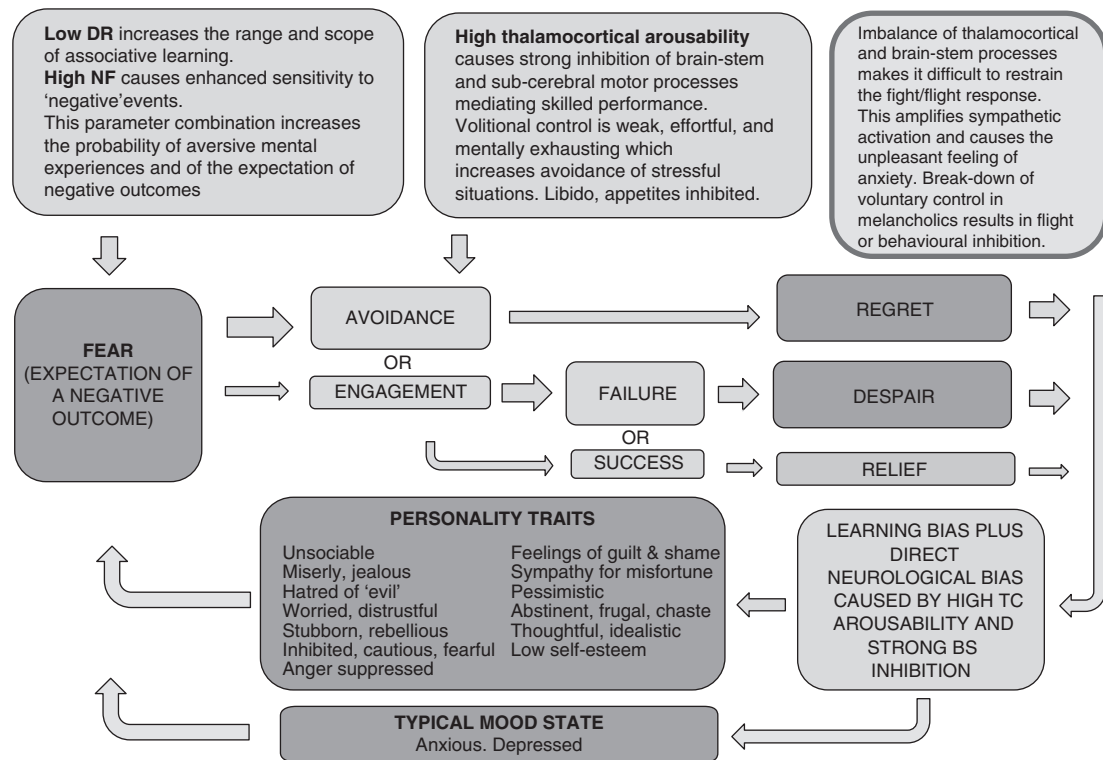 Low DR increases the range and scope
of associative learning.
High NF causes enhanced sensitivity to
‘negative’events.
This parameter combination increases
the probability of aversive mental
experiences and of the expectation of
negative outcomes
High thalamocortical arousability
causes strong inhibition of brain-stem
and sub-cerebral motor processes
mediating skilled performance.
Volitional control is weak, effortful, and
mentally exhausting which
increases avoidance of stressful
situations. Libido, appetites inhibited.
Imbalance of thalamocortical
and brain-stem processes
makes it difficult to restrain
the fight/flight response.
This amplifies sympathetic
activation and causes the
unpleasant feeling of
anxiety. Break-down of
voluntary control in
melancholics results in flight
or behavioural inhibition.
FEAR
(EXPECTATION OF
A NEGATIVE
OUTCOME)
AVOIDANCE
OR
ENGAGEMENT
FAILURE
OR
SUCCESS
REGRET
DESPAIR
RELIEF
PERSONALITY TRAITS
Unsociable
Miserly, jealous
Hatred of ‘evil’
Worried, distrustful
Stubborn, rebellious
Inhibited, cautious, fearful
Anger suppressed
Feelings of guilt & shame
Sympathy for misfortune
Pessimistic
Abstinent, frugal, chaste
Thoughtful, idealistic
Low self-esteem
LEARNING BIAS PLUS
DIRECT
NEUROLOGICAL BIAS
CAUSED BY HIGH TC
AROUSABILITY AND
STRONG BS
INHIBITION
TYPICAL MOOD STATE
Anxious. Depressed